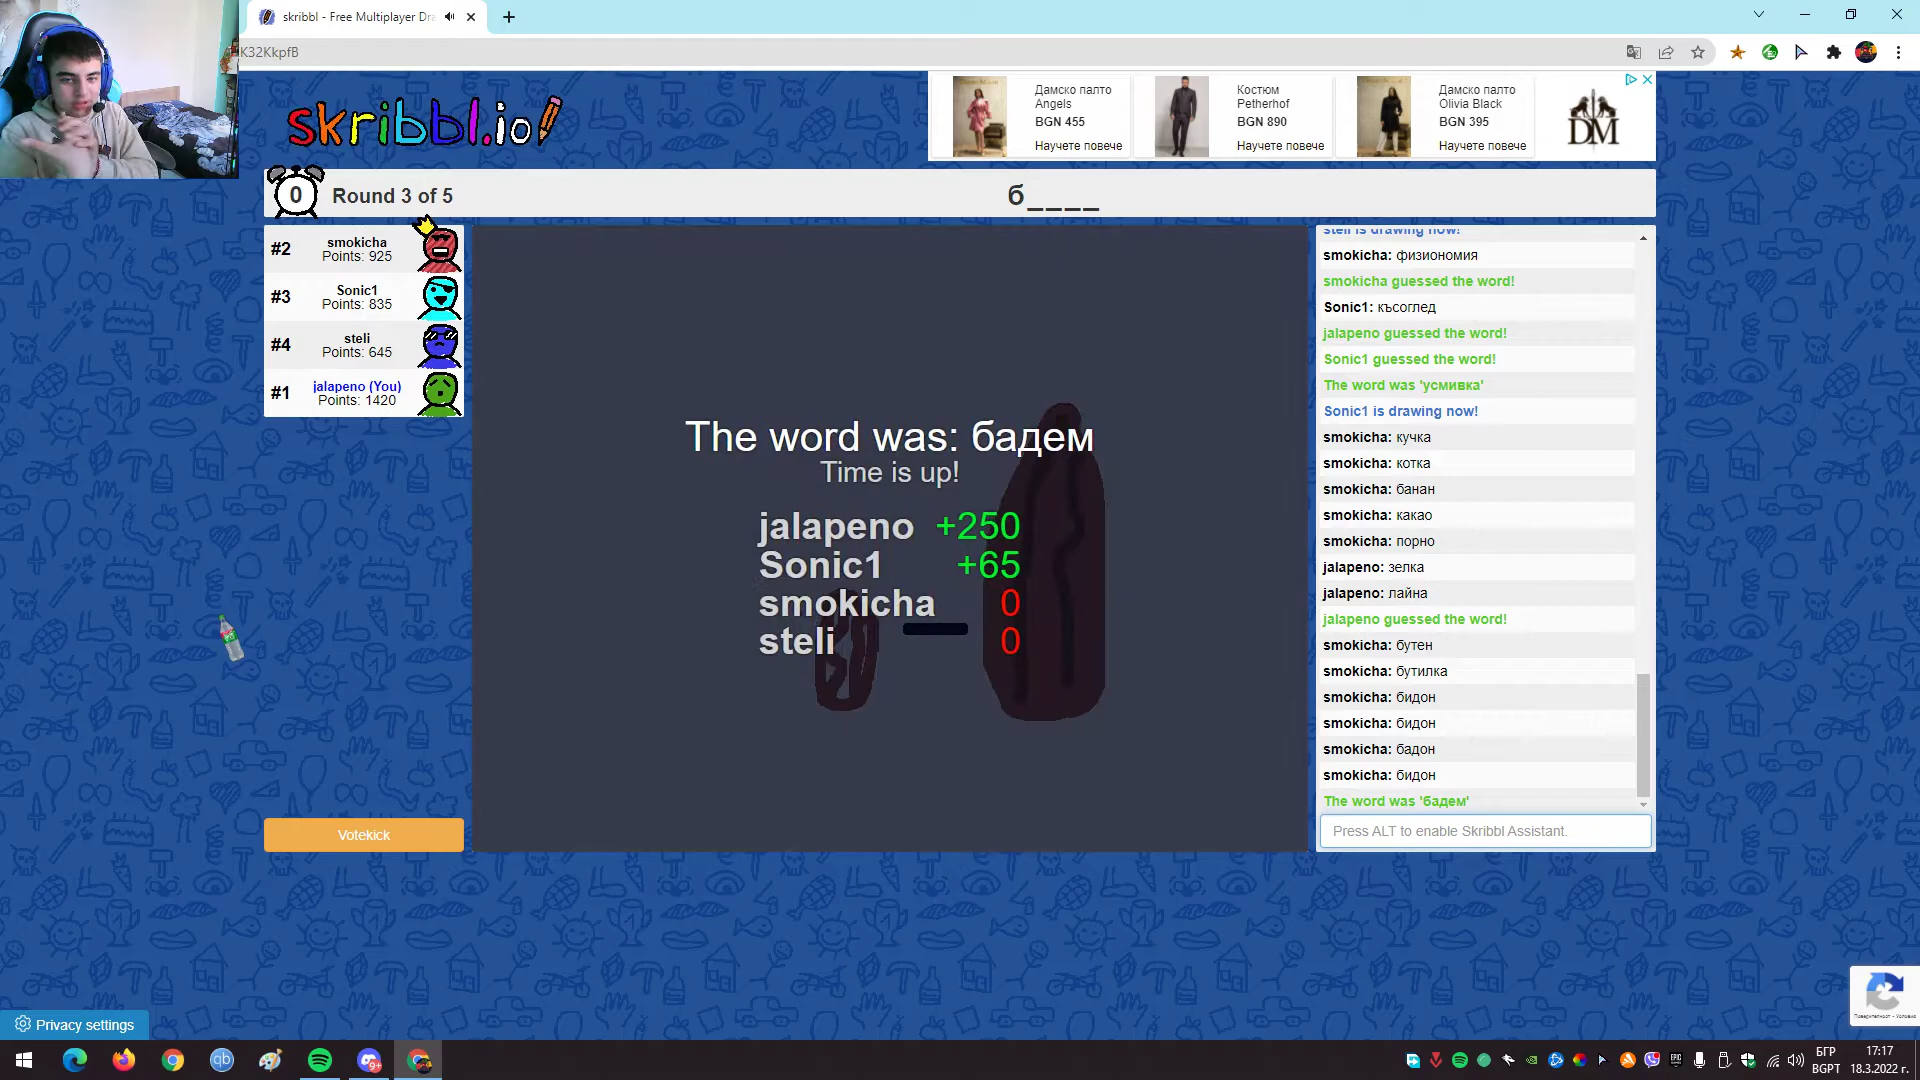 skribbl - Free Multiplayer Dra
K32KkpfB
skribbl.io
Дамско палто
Angels
BGN 455
Научете повече
Костюм
Petherhof
BGN 890
Научете повече
Дамско палто
Olivia Black
BGN 395
Научете повече
DM
0
Round 3 of 5
б____
#2
smokicha
Points: 925
#3
Sonic1
Points: 835
#4
steli
Points: 645
#1
jalapeno (You)
Points: 1420
Votekick
The word was: бадем
Time is up!
jalapeno +250
Sonic1 +65
smokicha 0
steli 0
steli is drawing now!
smokicha: физиономия
smokicha guessed the word!
Sonic1: късоглед
jalapeno guessed the word!
Sonic1 guessed the word!
The word was 'усмивка'
Sonic1 is drawing now!
smokicha: кучка
smokicha: котка
smokicha: банан
smokicha: какао
smokicha: порно
jalapeno: зелка
jalapeno: лайна
jalapeno guessed the word!
smokicha: бутен
smokicha: бутилка
smokicha: бидон
smokicha: бидон
smokicha: бадон
smokicha: бидон
The word was 'бадем'
Press ALT to enable Skribbl Assistant.
Privacy settings
БГР
BGPT
17:17
18.3.2022 г.